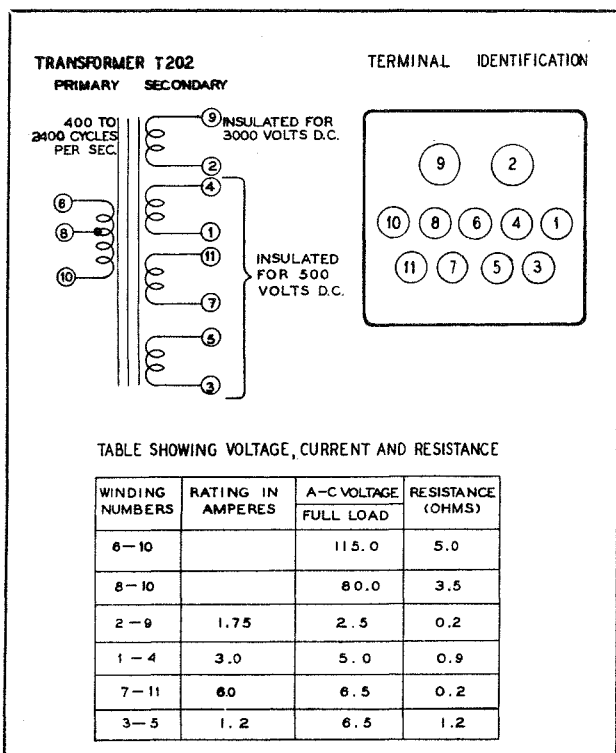 TRANSFORMER T202
PRIMARY SECONDARY
400 TO
2400 CYCLES
PER SEC.
6
8
10
9
2
4
1
11
7
5
3
INSULATED FOR
3000 VOLTS D.C.
INSULATED
FOR 500
VOLTS D.C.
TERMINAL IDENTIFICATION
9 2
10 8 6 4 1
11 7 5 3
TABLE SHOWING VOLTAGE, CURRENT AND RESISTANCE
WINDING NUMBERS RATING IN AMPERES A-C VOLTAGE FULL LOAD RESISTANCE (OHMS)
6-10 115.0 5.0
8-10 80.0 3.5
2-9 1.75 2.5 0.2
1-4 3.0 5.0 0.9
7-11 6.0 6.5 0.2
3-5 1.2 6.5 1.2